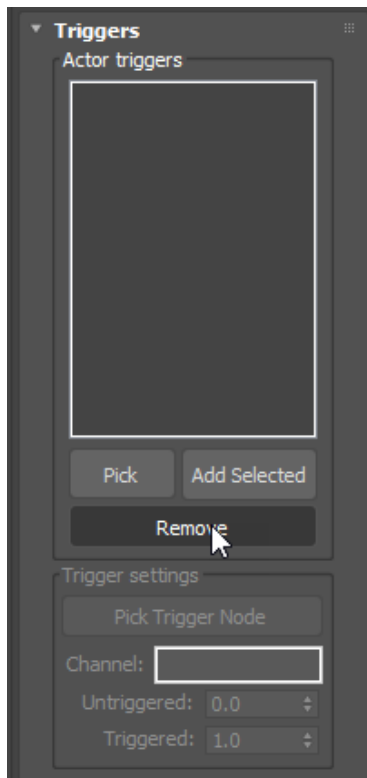 Triggers
Actor triggers
Pick Add Selected
Remove
Trigger settings
Pick Trigger Node
Channel:
Untriggered: 0.0
Triggered: 1.0